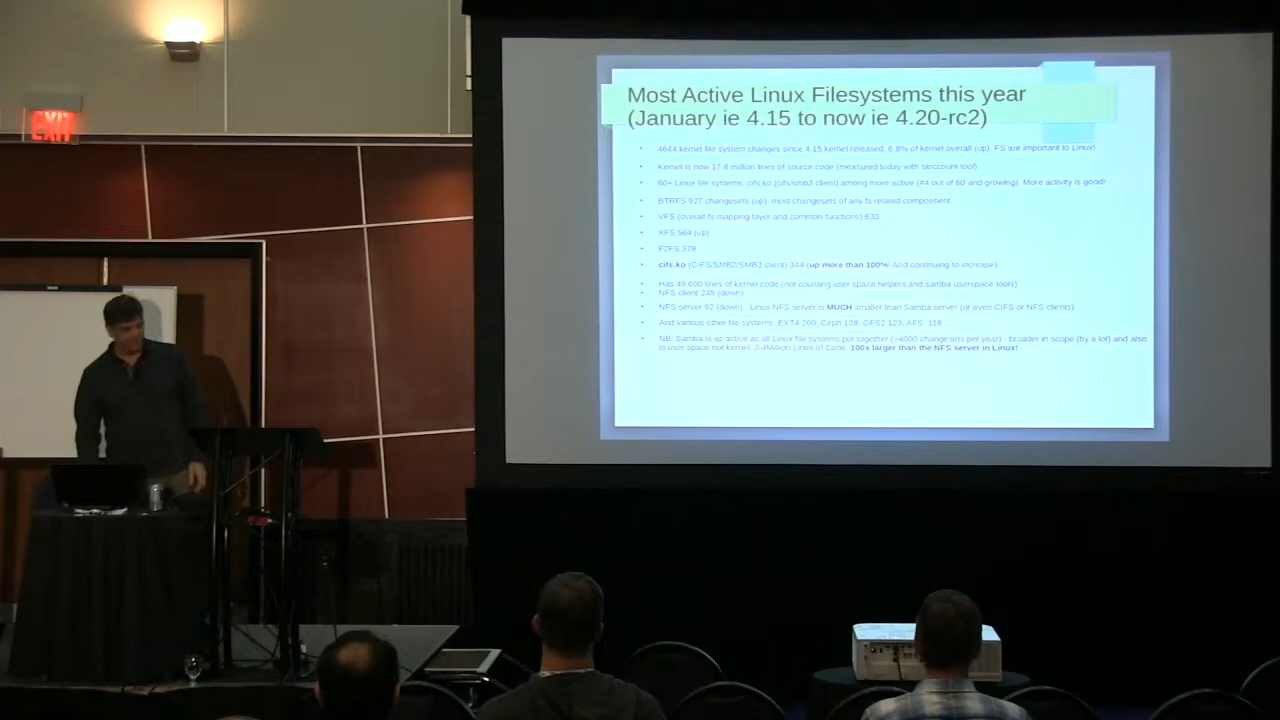 EXIT
Most Active Linux Filesystems this year
(January ie 4.15 to now ie 4.20-rc2)
4644 kernel file system changes since 4.15 kernel released, 6.8% of kernel overall (up). FS are important to Linux!
Kernel is now 17.6 million lines of source code (measured today with sloccount tool)
60+ Linux file systems. cifs.ko (cifs/smb3 client) among more active (#4 out of 60 and growing). More activity is good!
BTRFS 927 changesets (up), most changesets of any fs related compoenent
VFS (overall fs mapping layer and common functions) 633
XFS 564 (up)
F2FS 378
cifs.ko (CIFS/SMB2/SMB3 client) 344 (up more than 100%! And continuing to increase)
Has 49,600 lines of kernel code (not counting user space helpers and samba userspace tools)
NFS client 245 (down)
NFS server 92 (down). Linux NFS server is MUCH smaller than Samba server (or even CIFS or NFS clients).
And various other file systems: EXT4 200, Ceph 138, GFS2 123, AFS 118 ...
NB: Samba is as active as all Linux file systems put together (>4000 changesets per year) - broader in scope (by a lot) and also
is user space not kernel. 3.4Million Lines of Code. 100x larger than the NFS server in Linux!